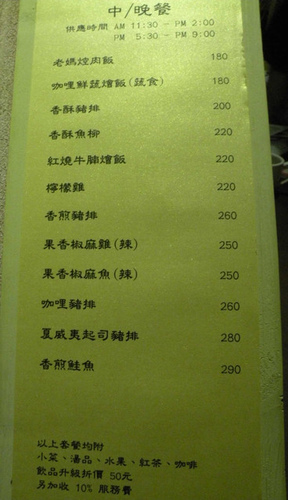 中/晚餐
供應時間 AM 11:30 - PM 2:00
PM 5:30 - PM 9:00
老媽焢肉飯 180
咖哩鮮蔬燴飯(蔬食) 180
香酥豬排 200
香酥魚柳 220
紅燒牛腩燴飯 220
檸檬雞 220
香煎豬排 260
果香椒麻雞(辣) 250
果香椒麻魚(辣) 250
咖哩豬排 260
夏威夷起司豬排 280
香煎鮭魚 290
以上套餐均附
小菜、湯品、水果、紅茶、咖啡
飲品升級折價 50元
另加收 10% 服務費